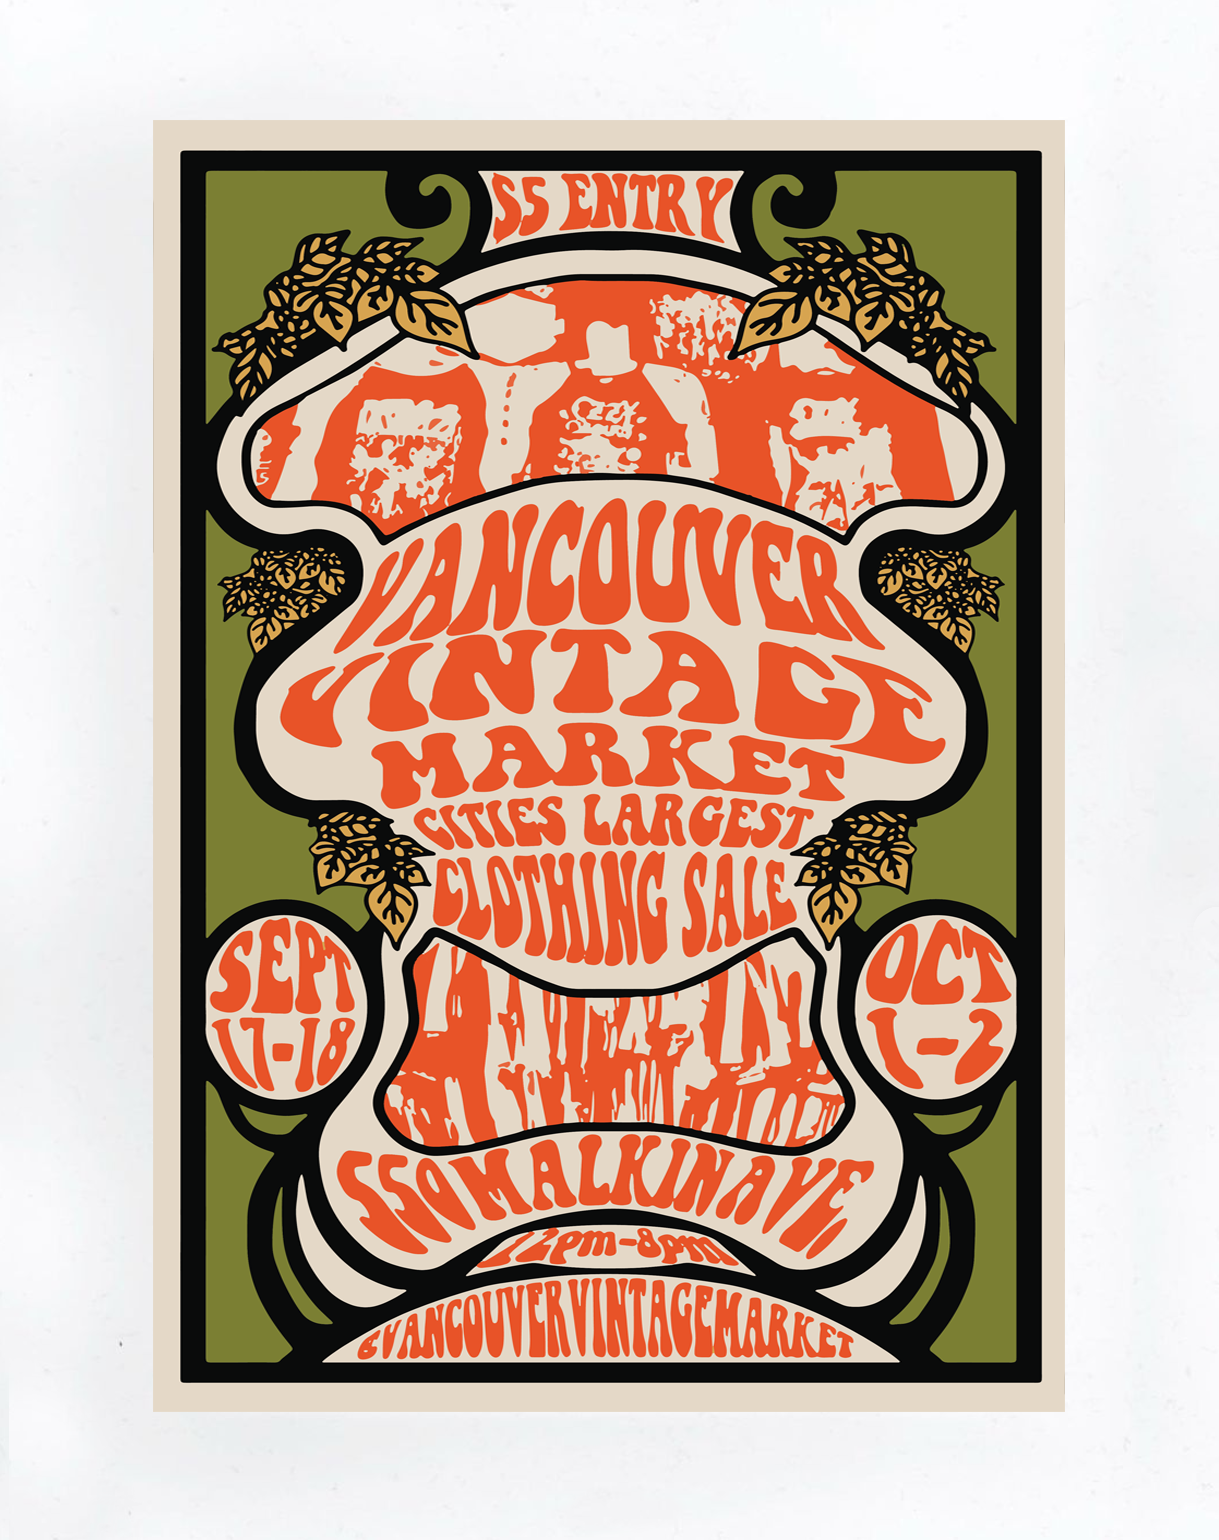 $5 ENTRY
OZZY
VANCOUVER
VINTAGE
MARKET
CITIES LARGEST
CLOTHING SALE
SEPT
17-18
OCT
1-2
550 MALKIN AVE,
12pm-8pm
@VANCOUVERVINTAGEMARKET